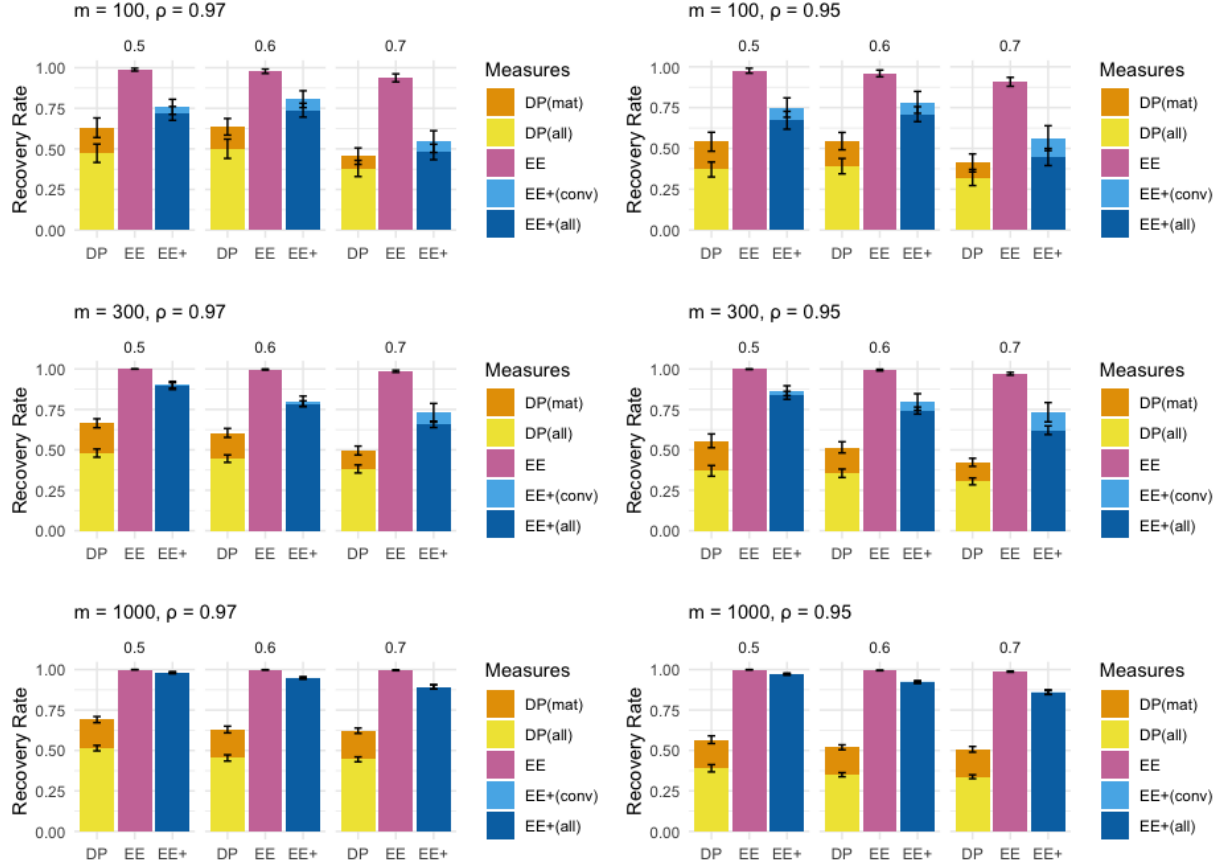 m = 100, ρ = 0.97
0.5 0.6 0.7
Recovery Rate
1.00
0.75
0.50
0.25
0.00
DP EE EE+ DP EE EE+ DP EE EE+
Measures
DP(mat)
DP(all)
EE
EE+(conv)
EE+(all)
m = 100, ρ = 0.95
0.5 0.6 0.7
Recovery Rate
1.00
0.75
0.50
0.25
0.00
DP EE EE+ DP EE EE+ DP EE EE+
Measures
DP(mat)
DP(all)
EE
EE+(conv)
EE+(all)
m = 300, ρ = 0.97
0.5 0.6 0.7
Recovery Rate
1.00
0.75
0.50
0.25
0.00
DP EE EE+ DP EE EE+ DP EE EE+
Measures
DP(mat)
DP(all)
EE
EE+(conv)
EE+(all)
m = 300, ρ = 0.95
0.5 0.6 0.7
Recovery Rate
1.00
0.75
0.50
0.25
0.00
DP EE EE+ DP EE EE+ DP EE EE+
Measures
DP(mat)
DP(all)
EE
EE+(conv)
EE+(all)
m = 1000, ρ = 0.97
0.5 0.6 0.7
Recovery Rate
1.00
0.75
0.50
0.25
0.00
DP EE EE+ DP EE EE+ DP EE EE+
Measures
DP(mat)
DP(all)
EE
EE+(conv)
EE+(all)
m = 1000, ρ = 0.95
0.5 0.6 0.7
Recovery Rate
1.00
0.75
0.50
0.25
0.00
DP EE EE+ DP EE EE+ DP EE EE+
Measures
DP(mat)
DP(all)
EE
EE+(conv)
EE+(all)